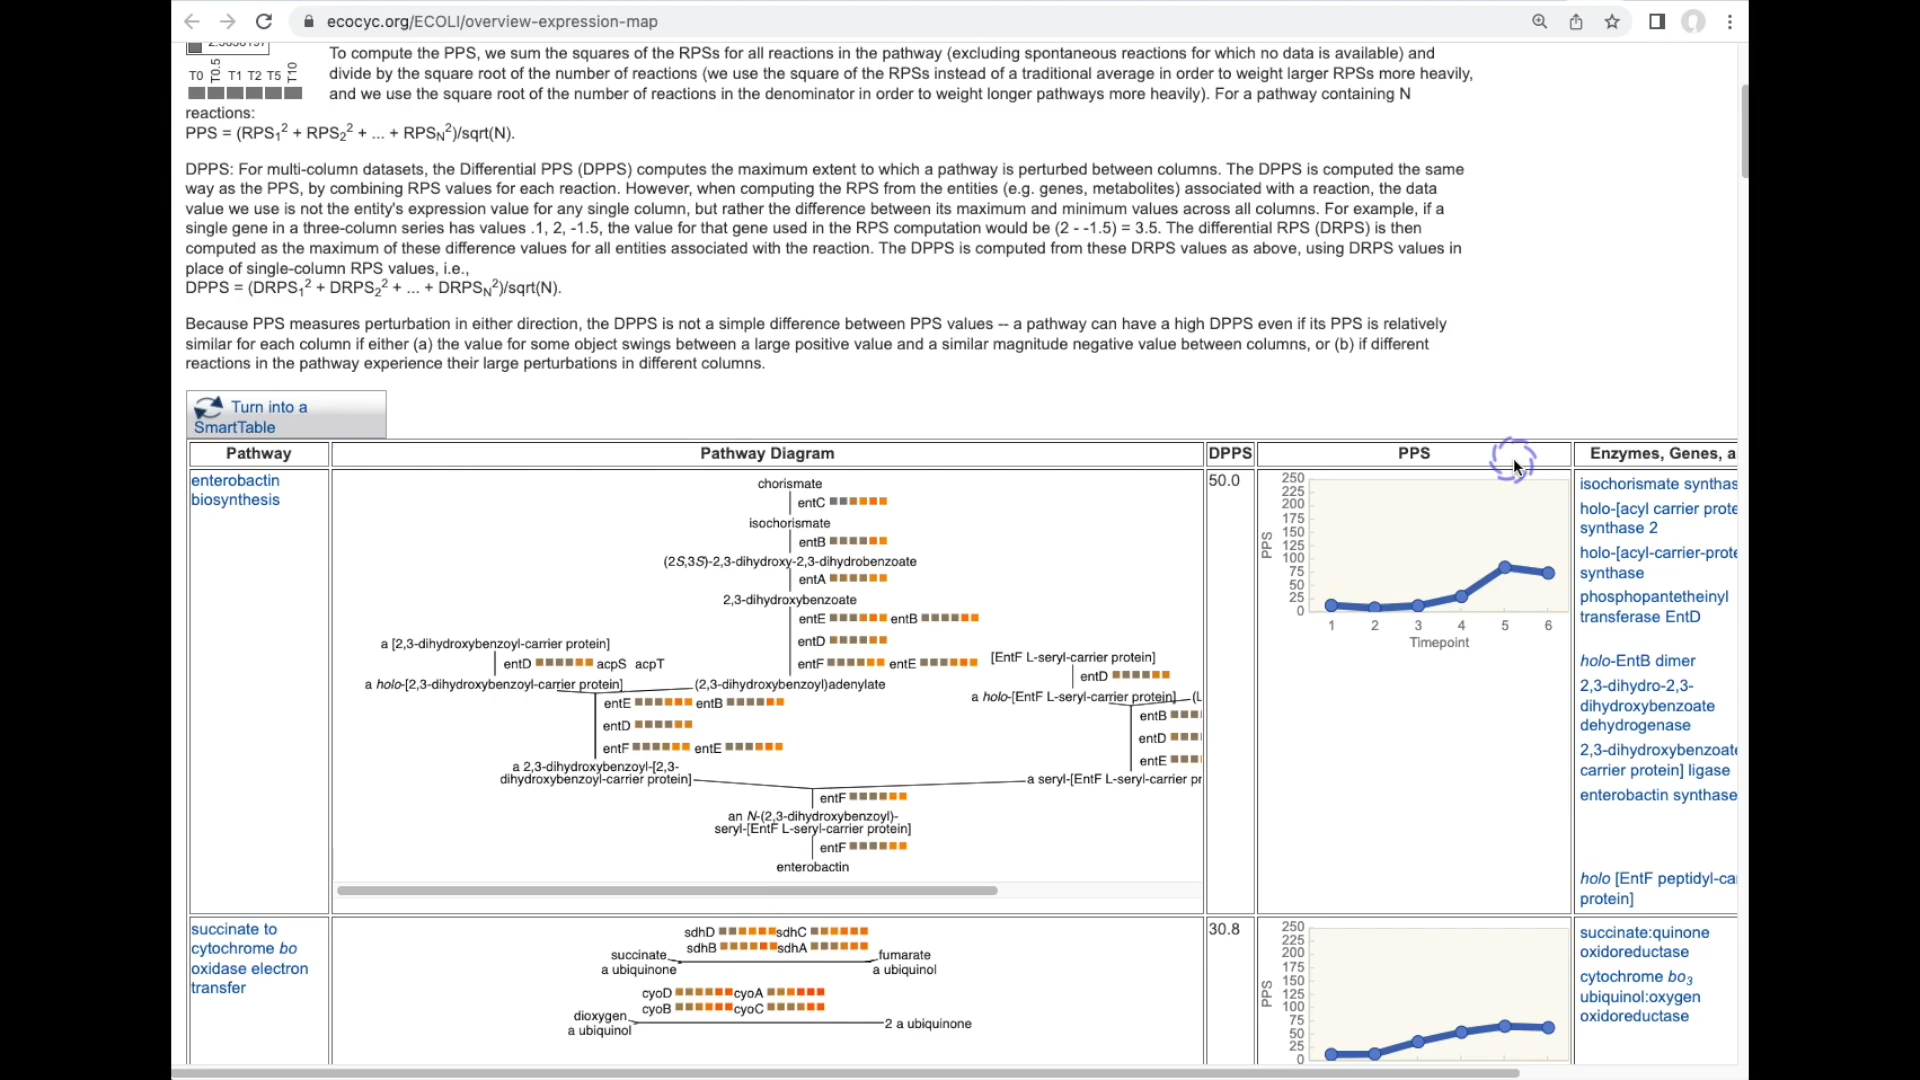 ecocyc.org/ECOLI/overview-expression-map
T0 T0.5 T1 T2 T5 T10
To compute the PPS, we sum the squares of the RPSs for all reactions in the pathway (excluding spontaneous reactions for which no data is available) and
divide by the square root of the number of reactions (we use the square of the RPSs instead of a traditional average in order to weight larger RPSs more heavily,
and we use the square root of the number of reactions in the denominator in order to weight longer pathways more heavily). For a pathway containing N
reactions:
PPS = (RPS₁² + RPS₂² + ... + RPS_N²)/sqrt(N).
DPPS: For multi-column datasets, the Differential PPS (DPPS) computes the maximum extent to which a pathway is perturbed between columns. The DPPS is computed the same
way as the PPS, by combining RPS values for each reaction. However, when computing the RPS from the entities (e.g. genes, metabolites) associated with a reaction, the data
value we use is not the entity's expression value for any single column, but rather the difference between its maximum and minimum values across all columns. For example, if a
single gene in a three-column series has values .1, 2, -1.5, the value for that gene used in the RPS computation would be (2 - -1.5) = 3.5. The differential RPS (DRPS) is then
computed as the maximum of these difference values for all entities associated with the reaction. The DPPS is computed from these DRPS values as above, using DRPS values in
place of single-column RPS values, i.e.,
DPPS = (DRPS₁² + DRPS₂² + ... + DRPS_N²)/sqrt(N).
Because PPS measures perturbation in either direction, the DPPS is not a simple difference between PPS values -- a pathway can have a high DPPS even if its PPS is relatively
similar for each column if either (a) the value for some object swings between a large positive value and a similar magnitude negative value between columns, or (b) if different
reactions in the pathway experience their large perturbations in different columns.
Turn into a
SmartTable
Pathway
Pathway Diagram
DPPS
PPS
Enzymes, Genes, a
enterobactin
biosynthesis
chorismate
entC
isochorismate
entB
(2S,3S)-2,3-dihydroxy-2,3-dihydrobenzoate
entA
2,3-dihydroxybenzoate
entE entB
entD
entF entE
a [2,3-dihydroxybenzoyl-carrier protein]
entD acpS acpT
a holo-[2,3-dihydroxybenzoyl-carrier protein]
(2,3-dihydroxybenzoyl)adenylate
[EntF L-seryl-carrier protein]
entD
a holo-[EntF L-seryl-carrier protein]
(L
entE entB
entD
entF entE
entB
entD
entE
a 2,3-dihydroxybenzoyl-[2,3-
dihydroxybenzoyl-carrier protein]
a seryl-[EntF L-seryl-carrier pr
entF
an N-(2,3-dihydroxybenzoyl)-
seryl-[EntF L-seryl-carrier protein]
entF
enterobactin
50.0
250
225
200
175
150
125
100
75
50
25
0
PPS
1 2 3 4 5 6
Timepoint
isochorismate synthas
holo-[acyl carrier prote
synthase 2
holo-[acyl-carrier-prote
synthase
phosphopantetheinyl
transferase EntD
holo-EntB dimer
2,3-dihydro-2,3-
dihydroxybenzoate
dehydrogenase
2,3-dihydroxybenzoate
carrier protein] ligase
enterobactin synthase
holo [EntF peptidyl-ca
protein]
succinate to
cytochrome bo
oxidase electron
transfer
sdhD sdhC
sdhB sdhA
succinate
a ubiquinone
fumarate
a ubiquinol
cyoD cyoA
cyoB cyoC
dioxygen
a ubiquinol
2 a ubiquinone
30.8
250
225
200
175
150
125
100
75
50
25
0
PPS
succinate:quinone
oxidoreductase
cytochrome bo₃
ubiquinol:oxygen
oxidoreductase